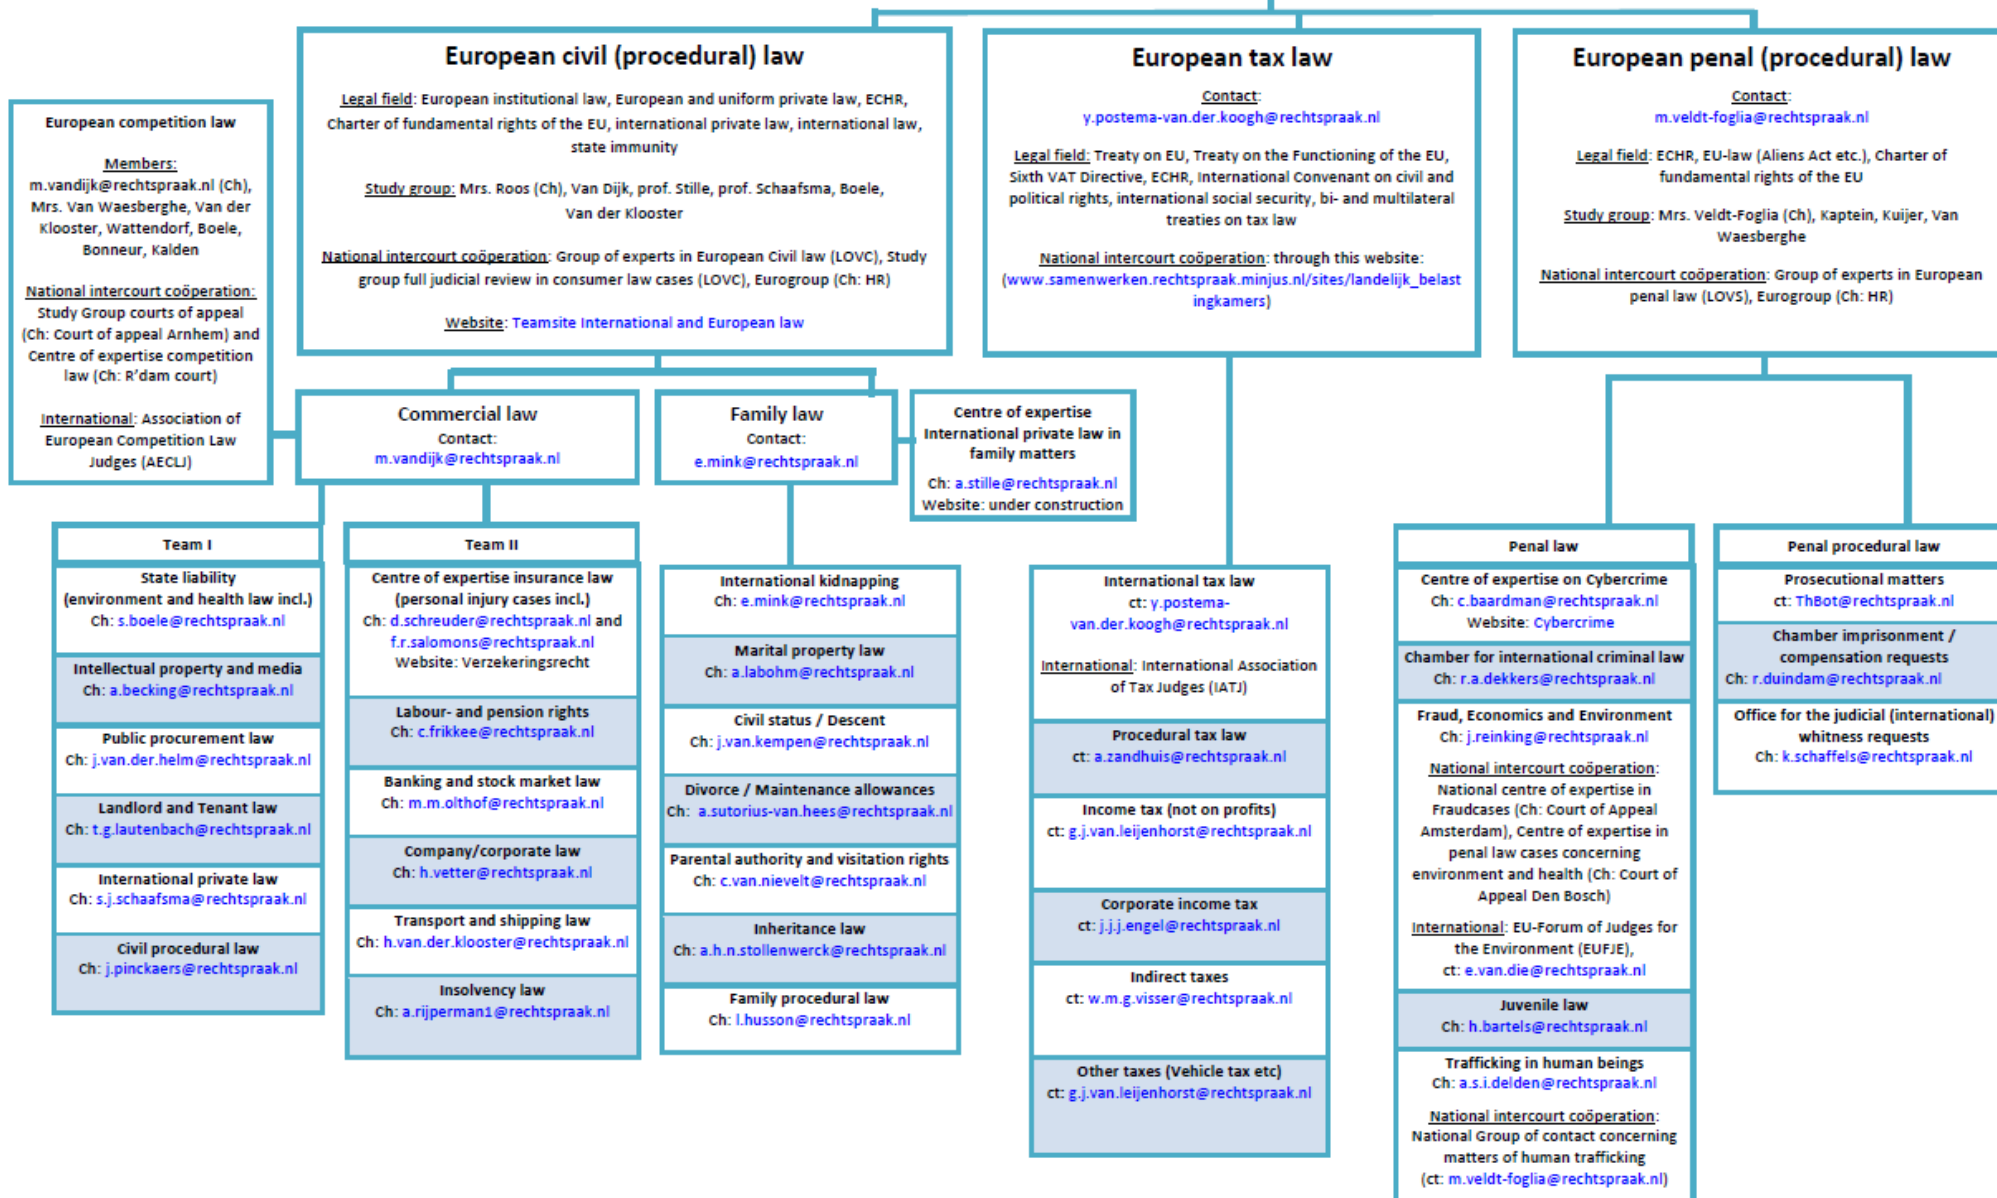 European civil (procedural) law
Legal field: European institutional law, European and uniform private law, ECHR,
Charter of fundamental rights of the EU, international private law, international law,
state immunity
Study group: Mrs. Roos (Ch), Van Dijk, prof. Stille, prof. Schaafsma, Boele,
Van der Klooster
National intercourt coöperation: Group of experts in European Civil law (LOVC), Study
group full judicial review in consumer law cases (LOVC), Eurogroup (Ch: HR)
Website: Teamsite International and European law
European tax law
Contact:
y.postema-van.der.koogh@rechtspraak.nl
Legal field: Treaty on EU, Treaty on the Functioning of the EU,
Sixth VAT Directive, ECHR, International Convenant on civil and
political rights, international social security, bi- and multilateral
treaties on tax law
National intercourt coöperation: through this website:
(www.samenwerken.rechtspraak.minjus.nl/sites/landelijk_belast
ingkamers)
European penal (procedural) law
Contact:
m.veldt-foglia@rechtspraak.nl
Legal field: ECHR, EU-law (Aliens Act etc.), Charter of
fundamental rights of the EU
Study group: Mrs. Veldt-Foglia (Ch), Kaptein, Kuijer, Van
Waesberghe
National intercourt coöperation: Group of experts in European
penal law (LOVS), Eurogroup (Ch: HR)
European competition law
Members:
m.vandijk@rechtspraak.nl (Ch),
Mrs. Van Waesberghe, Van der
Klooster, Wattendorf, Boele,
Bonneur, Kalden
National intercourt coöperation:
Study Group courts of appeal
(Ch: Court of appeal Arnhem) and
Centre of expertise competition
law (Ch: R'dam court)
International: Association of
European Competition Law
Judges (AECLJ)
Commercial law
Contact:
m.vandijk@rechtspraak.nl
Family law
Contact:
e.mink@rechtspraak.nl
Centre of expertise
International private law in
family matters
Ch: a.stille@rechtspraak.nl
Website: under construction
Team I
State liability
(environment and health law incl.)
Ch: s.boele@rechtspraak.nl
Intellectual property and media
Ch: a.becking@rechtspraak.nl
Public procurement law
Ch: j.van.der.helm@rechtspraak.nl
Landlord and Tenant law
Ch: t.g.lautenbach@rechtspraak.nl
International private law
Ch: s.j.schaafsma@rechtspraak.nl
Civil procedural law
Ch: j.pinckaers@rechtspraak.nl
Team II
Centre of expertise insurance law
(personal injury cases incl.)
Ch: d.schreuder@rechtspraak.nl and
f.r.salomons@rechtspraak.nl
Website: Verzekeringsrecht
Labour- and pension rights
Ch: c.frikkee@rechtspraak.nl
Banking and stock market law
Ch: m.m.olthof@rechtspraak.nl
Company/corporate law
Ch: h.vetter@rechtspraak.nl
Transport and shipping law
Ch: h.van.der.klooster@rechtspraak.nl
Insolvency law
Ch: a.rijperman1@rechtspraak.nl
International kidnapping
Ch: e.mink@rechtspraak.nl
Marital property law
Ch: a.labohm@rechtspraak.nl
Civil status / Descent
Ch: j.van.kempen@rechtspraak.nl
Divorce / Maintenance allowances
Ch: a.sutorius-van.hees@rechtspraak.nl
Parental authority and visitation rights
Ch: c.van.nievelt@rechtspraak.nl
Inheritance law
Ch: a.h.n.stollenwerck@rechtspraak.nl
Family procedural law
Ch: l.husson@rechtspraak.nl
International tax law
ct: y.postema-
van.der.koogh@rechtspraak.nl
International: International Association
of Tax Judges (IATJ)
Procedural tax law
ct: a.zandhuis@rechtspraak.nl
Income tax (not on profits)
ct: g.j.van.leijenhorst@rechtspraak.nl
Corporate income tax
ct: j.j.j.engel@rechtspraak.nl
Indirect taxes
ct: w.m.g.visser@rechtspraak.nl
Other taxes (Vehicle tax etc)
ct: g.j.van.leijenhorst@rechtspraak.nl
Penal law
Centre of expertise on Cybercrime
Ch: c.baardman@rechtspraak.nl
Website: Cybercrime
Chamber for international criminal law
Ch: r.a.dekkers@rechtspraak.nl
Fraud, Economics and Environment
Ch: j.reinking@rechtspraak.nl
National intercourt coöperation:
National centre of expertise in
Fraudcases (Ch: Court of Appeal
Amsterdam), Centre of expertise in
penal law cases concerning
environment and health (Ch: Court of
Appeal Den Bosch)
International: EU-Forum of Judges for
the Environment (EUFJE),
ct: e.van.die@rechtspraak.nl
Juvenile law
Ch: h.bartels@rechtspraak.nl
Trafficking in human beings
Ch: a.s.i.delden@rechtspraak.nl
National intercourt coöperation:
National Group of contact concerning
matters of human trafficking
(ct: m.veldt-foglia@rechtspraak.nl)
Penal procedural law
Prosecutional matters
ct: ThBot@rechtspraak.nl
Chamber imprisonment /
compensation requests
Ch: r.duindam@rechtspraak.nl
Office for the judicial (international)
whitness requests
Ch: k.schaffels@rechtspraak.nl